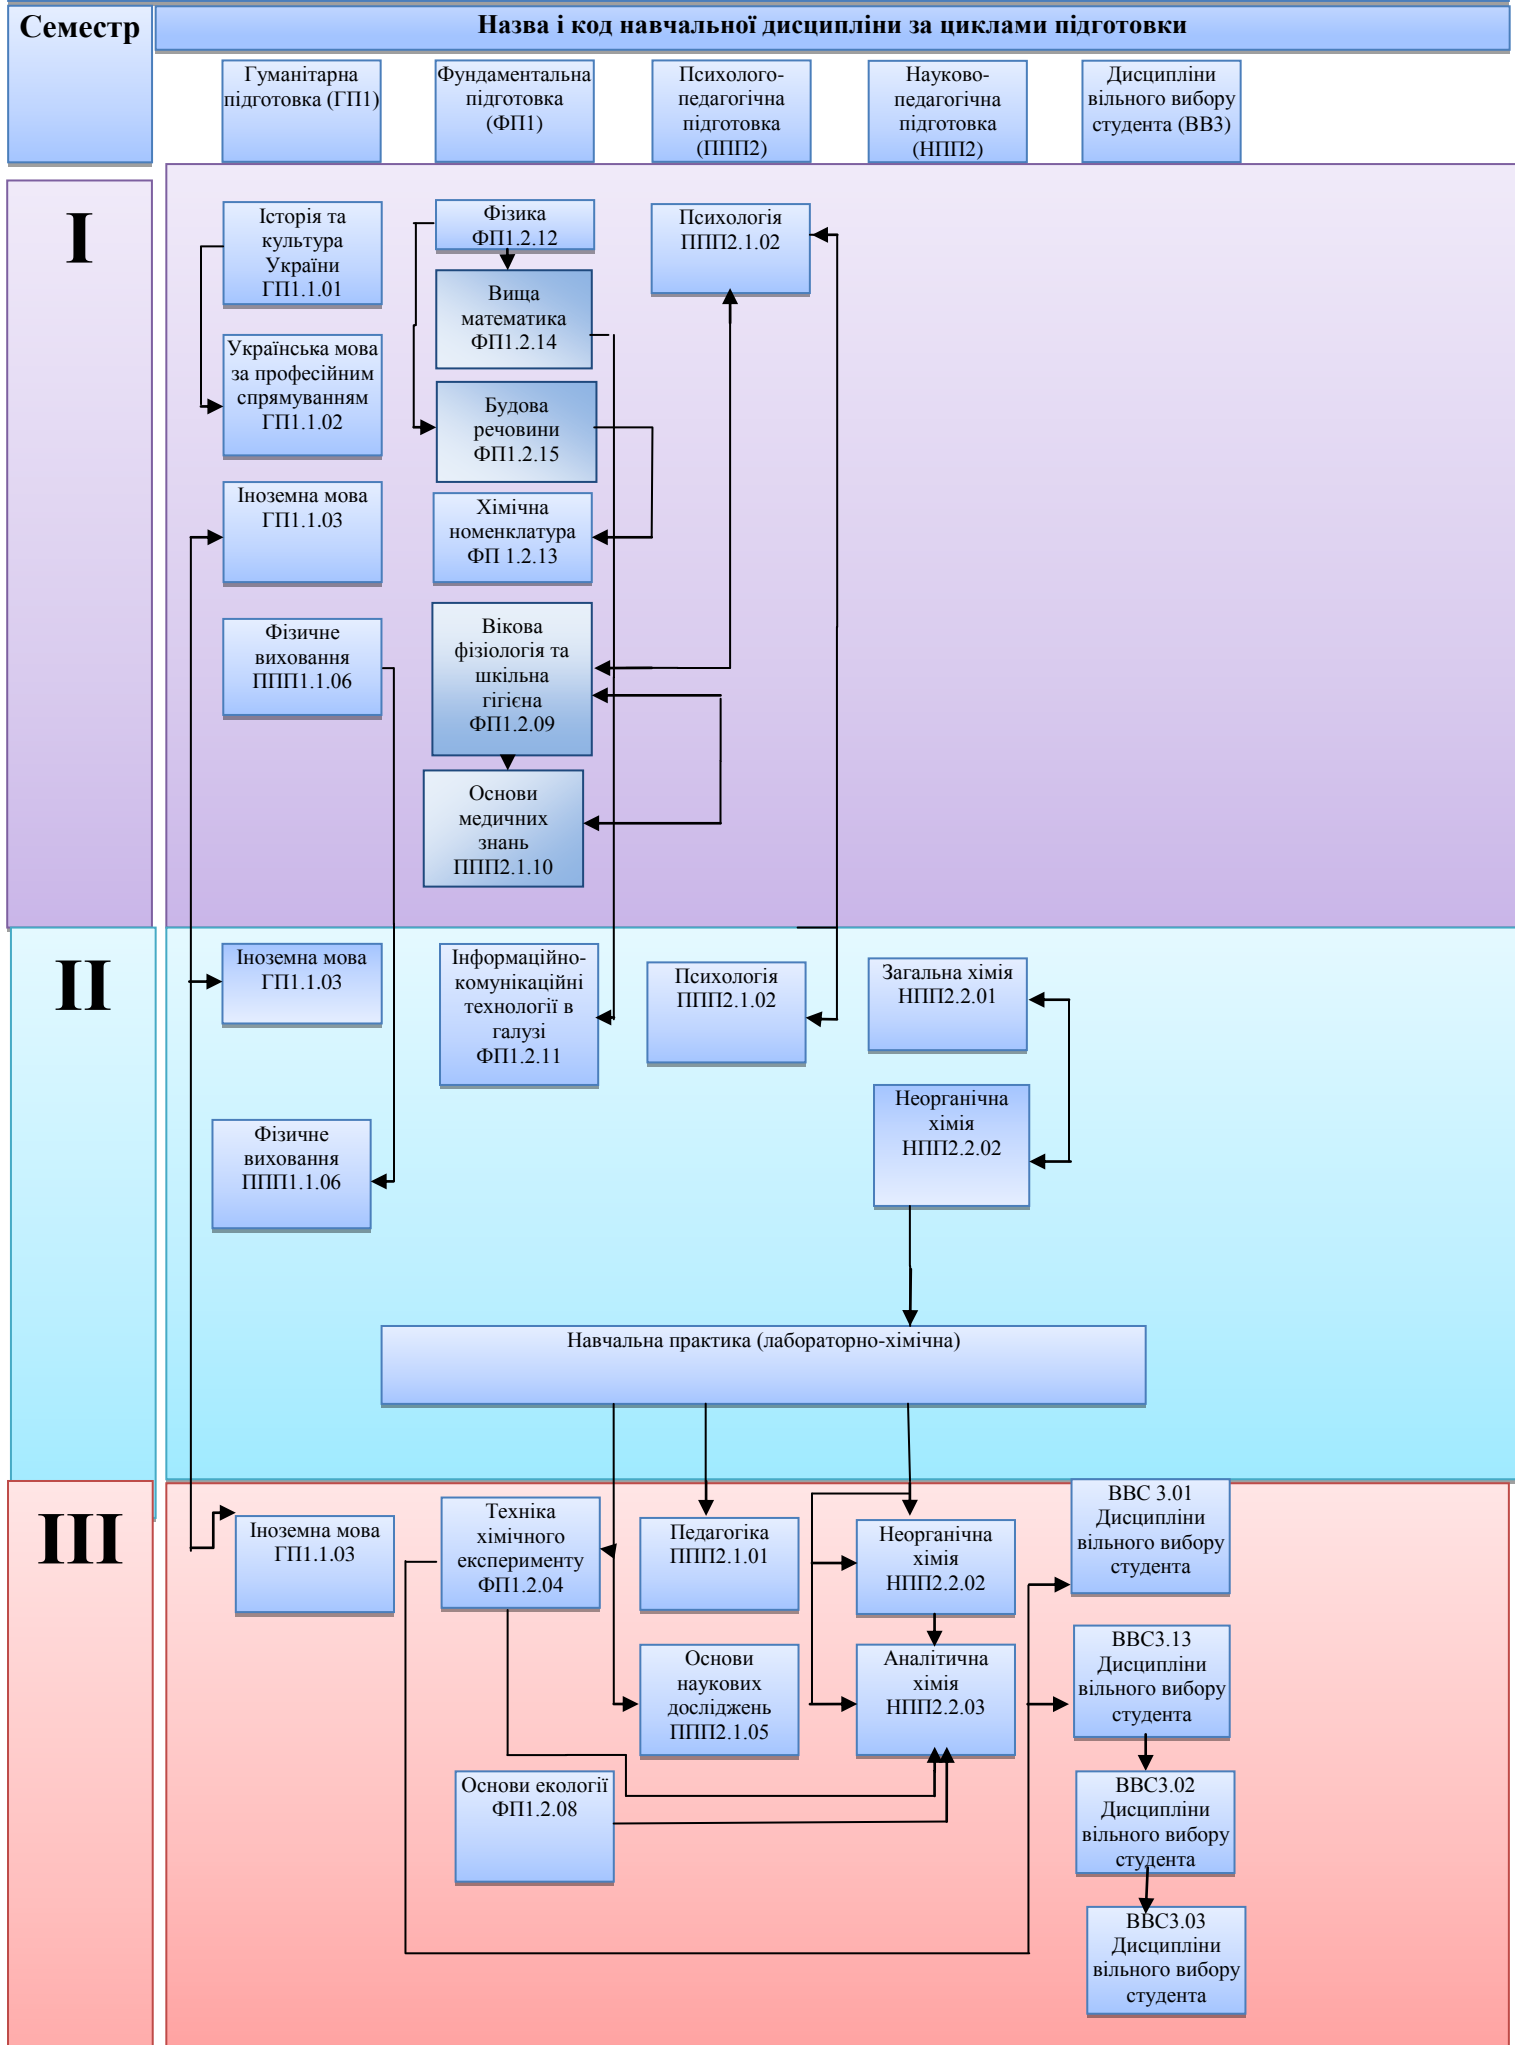 Семестр
Назва і код навчальної дисципліни за циклами підготовки
Гуманітарна
підготовка (ГП1)
Фундаментальна
підготовка
(ФП1)
Психолого-
педагогічна
підготовка
(ППП2)
Науково-
педагогічна
підготовка
(НПП2)
Дисципліни
вільного вибору
студента (ВВ3)
I
Історія та
культура
України
ГП1.1.01
Фізика
ФП1.2.12
Психологія
ППП2.1.02
Вища
математика
ФП1.2.14
Українська мова
за професійним
спрямуванням
ГП1.1.02
Будова
речовини
ФП1.2.15
Іноземна мова
ГП1.1.03
Хімічна
номенклатура
ФП 1.2.13
Фізичне
виховання
ППП1.1.06
Вікова
фізіологія та
шкільна
гігієна
ФП1.2.09
Основи
медичних
знань
ППП2.1.10
II
Іноземна мова
ГП1.1.03
Інформаційно-
комунікаційні
технології в
галузі
ФП1.2.11
Психологія
ППП2.1.02
Загальна хімія
НПП2.2.01
Неорганічна
хімія
НПП2.2.02
Фізичне
виховання
ППП1.1.06
Навчальна практика (лабораторно-хімічна)
III
Іноземна мова
ГП1.1.03
Техніка
хімічного
експерименту
ФП1.2.04
Педагогіка
ППП2.1.01
Неорганічна
хімія
НПП2.2.02
ВВС 3.01
Дисципліни
вільного вибору
студента
Основи
наукових
досліджень
ППП2.1.05
Аналітична
хімія
НПП2.2.03
ВВС3.13
Дисципліни
вільного вибору
студента
Основи екології
ФП1.2.08
ВВС3.02
Дисципліни
вільного вибору
студента
ВВС3.03
Дисципліни
вільного вибору
студента